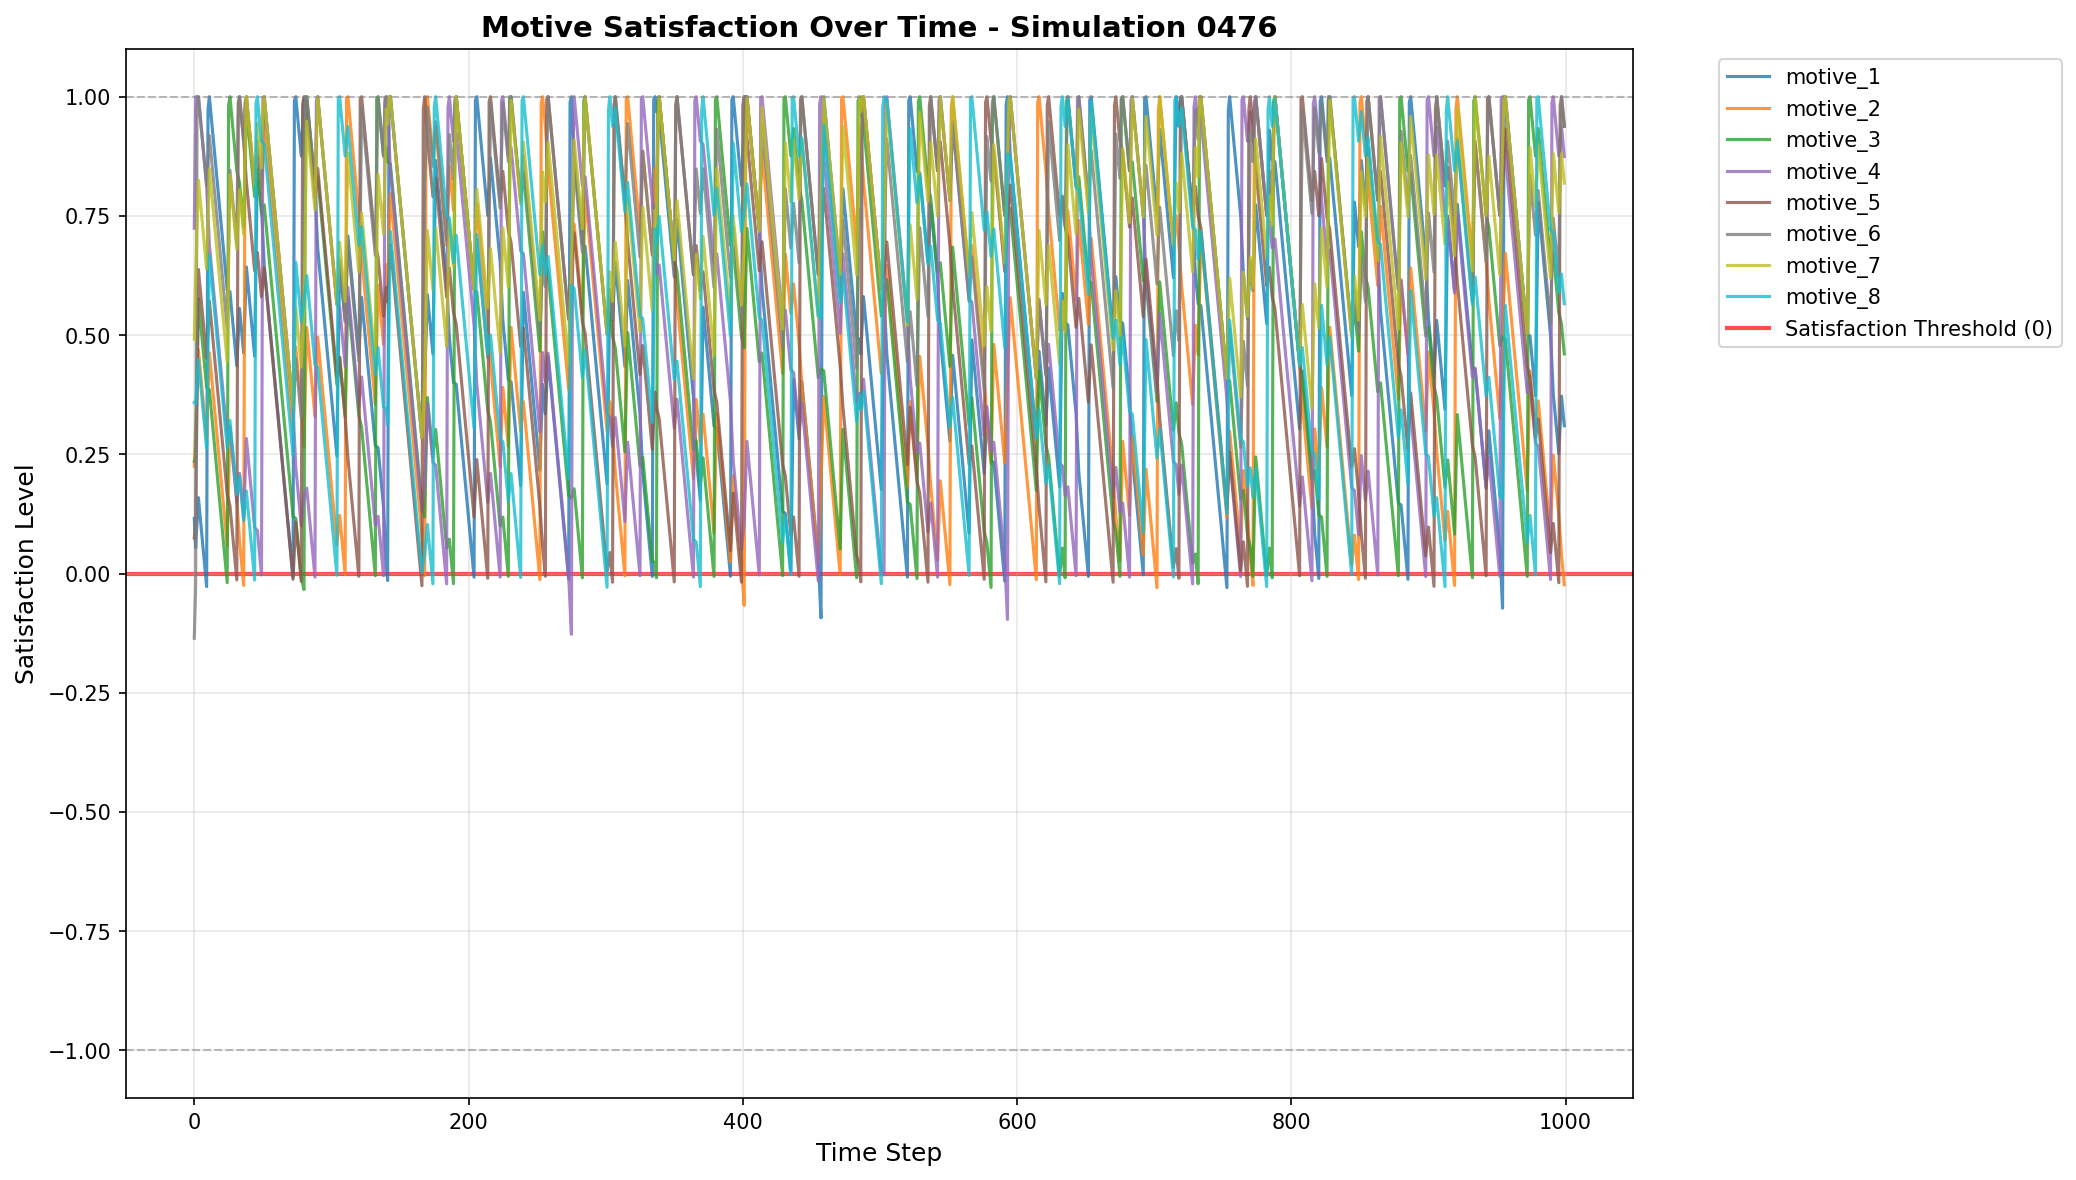 Motive Satisfaction Over Time - Simulation 0476
Satisfaction Level
1.00
0.75
0.50
0.25
0.00
−0.25
−0.50
−0.75
−1.00
0
200
400
600
800
1000
Time Step
motive_1
motive_2
motive_3
motive_4
motive_5
motive_6
motive_7
motive_8
Satisfaction Threshold (0)